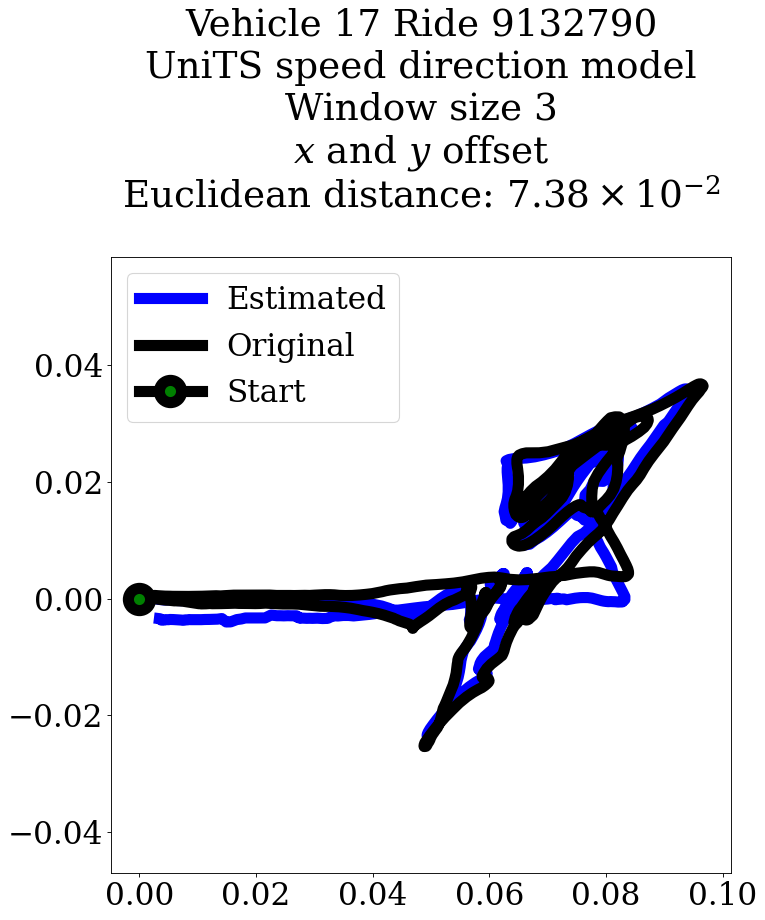 Vehicle 17 Ride 9132790
UniTS speed direction model
Window size 3
x and y offset
Euclidean distance: 7.38 × 10⁻²
Estimated
Original
Start
0.04
0.02
0.00
−0.02
−0.04
0.00 0.02 0.04 0.06 0.08 0.10